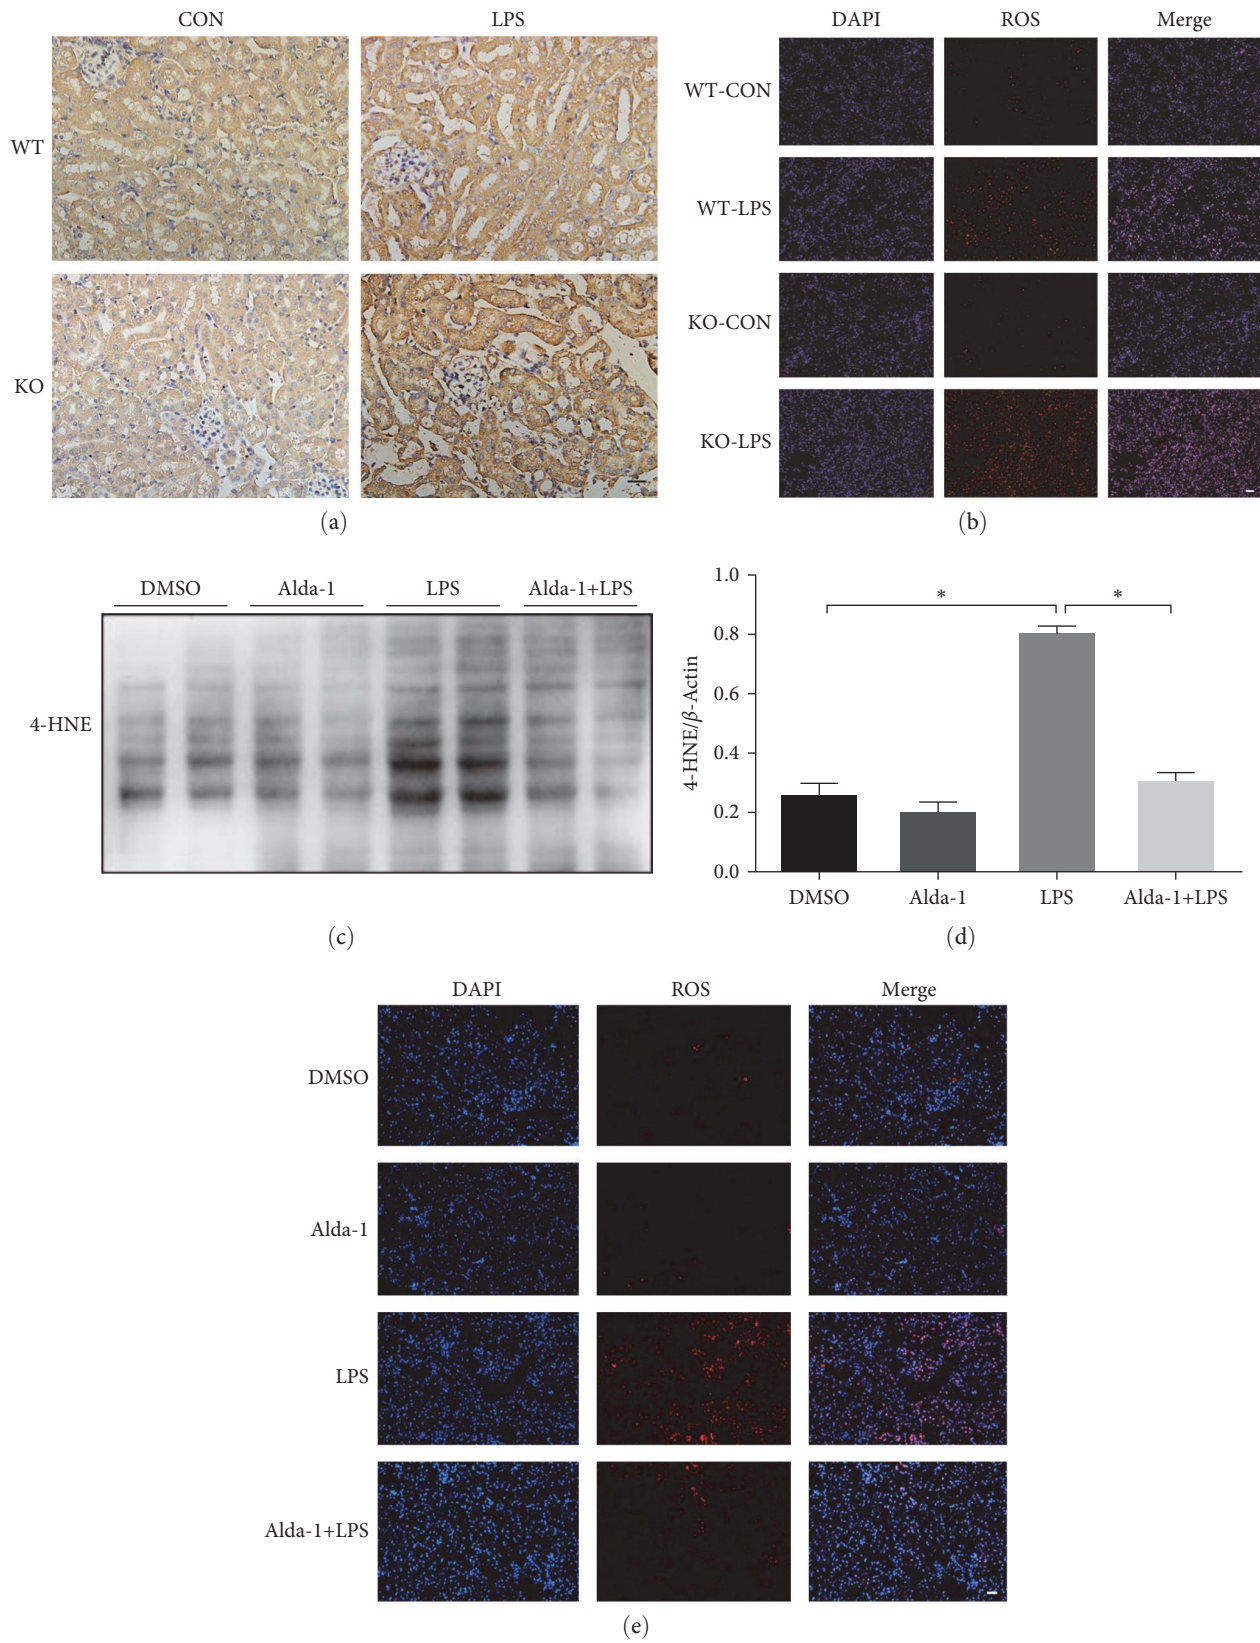 CON LPS
WT
KO
(a)
DAPI ROS Merge
WT-CON
WT-LPS
KO-CON
KO-LPS
(b)
DMSO Alda-1 LPS Alda-1+LPS
4-HNE
(c)
1.0
0.8
0.6
0.4
0.2
0.0
4-HNE/β-Actin
* *
DMSO Alda-1 LPS Alda-1+LPS
(d)
DAPI ROS Merge
DMSO
Alda-1
LPS
Alda-1+LPS
(e)